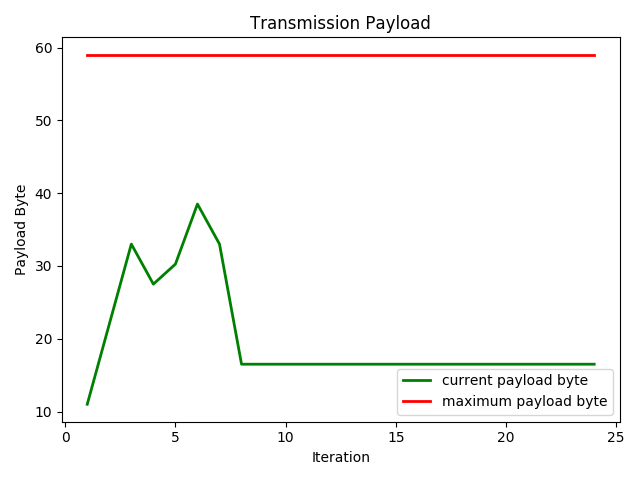 Transmission Payload
60
50
40
30
20
10
Payload Byte
0
5
10
15
20
25
Iteration
current payload byte
maximum payload byte